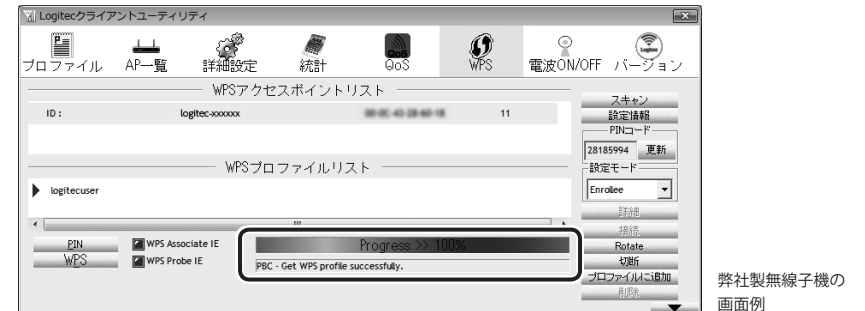 Logitecクライアントユーティリティ
プロファイル AP一覧 詳細設定 統計 QoS WPS 電波ON/OFF バージョン
WPSアクセスポイントリスト
ID : logitec-xxxxxx 11
スキャン
設定情報
PINコード
28185994 更新
WPSプロファイルリスト
設定モード
logitecuser
Enrollee
詳細
接続
PIN WPS Associate IE Progress >> 100% Rotate
WPS WPS Probe IE PBC - Get WPS profile successfully. 切断
プロファイルに追加
削除
弊社製無線子機の
画面例